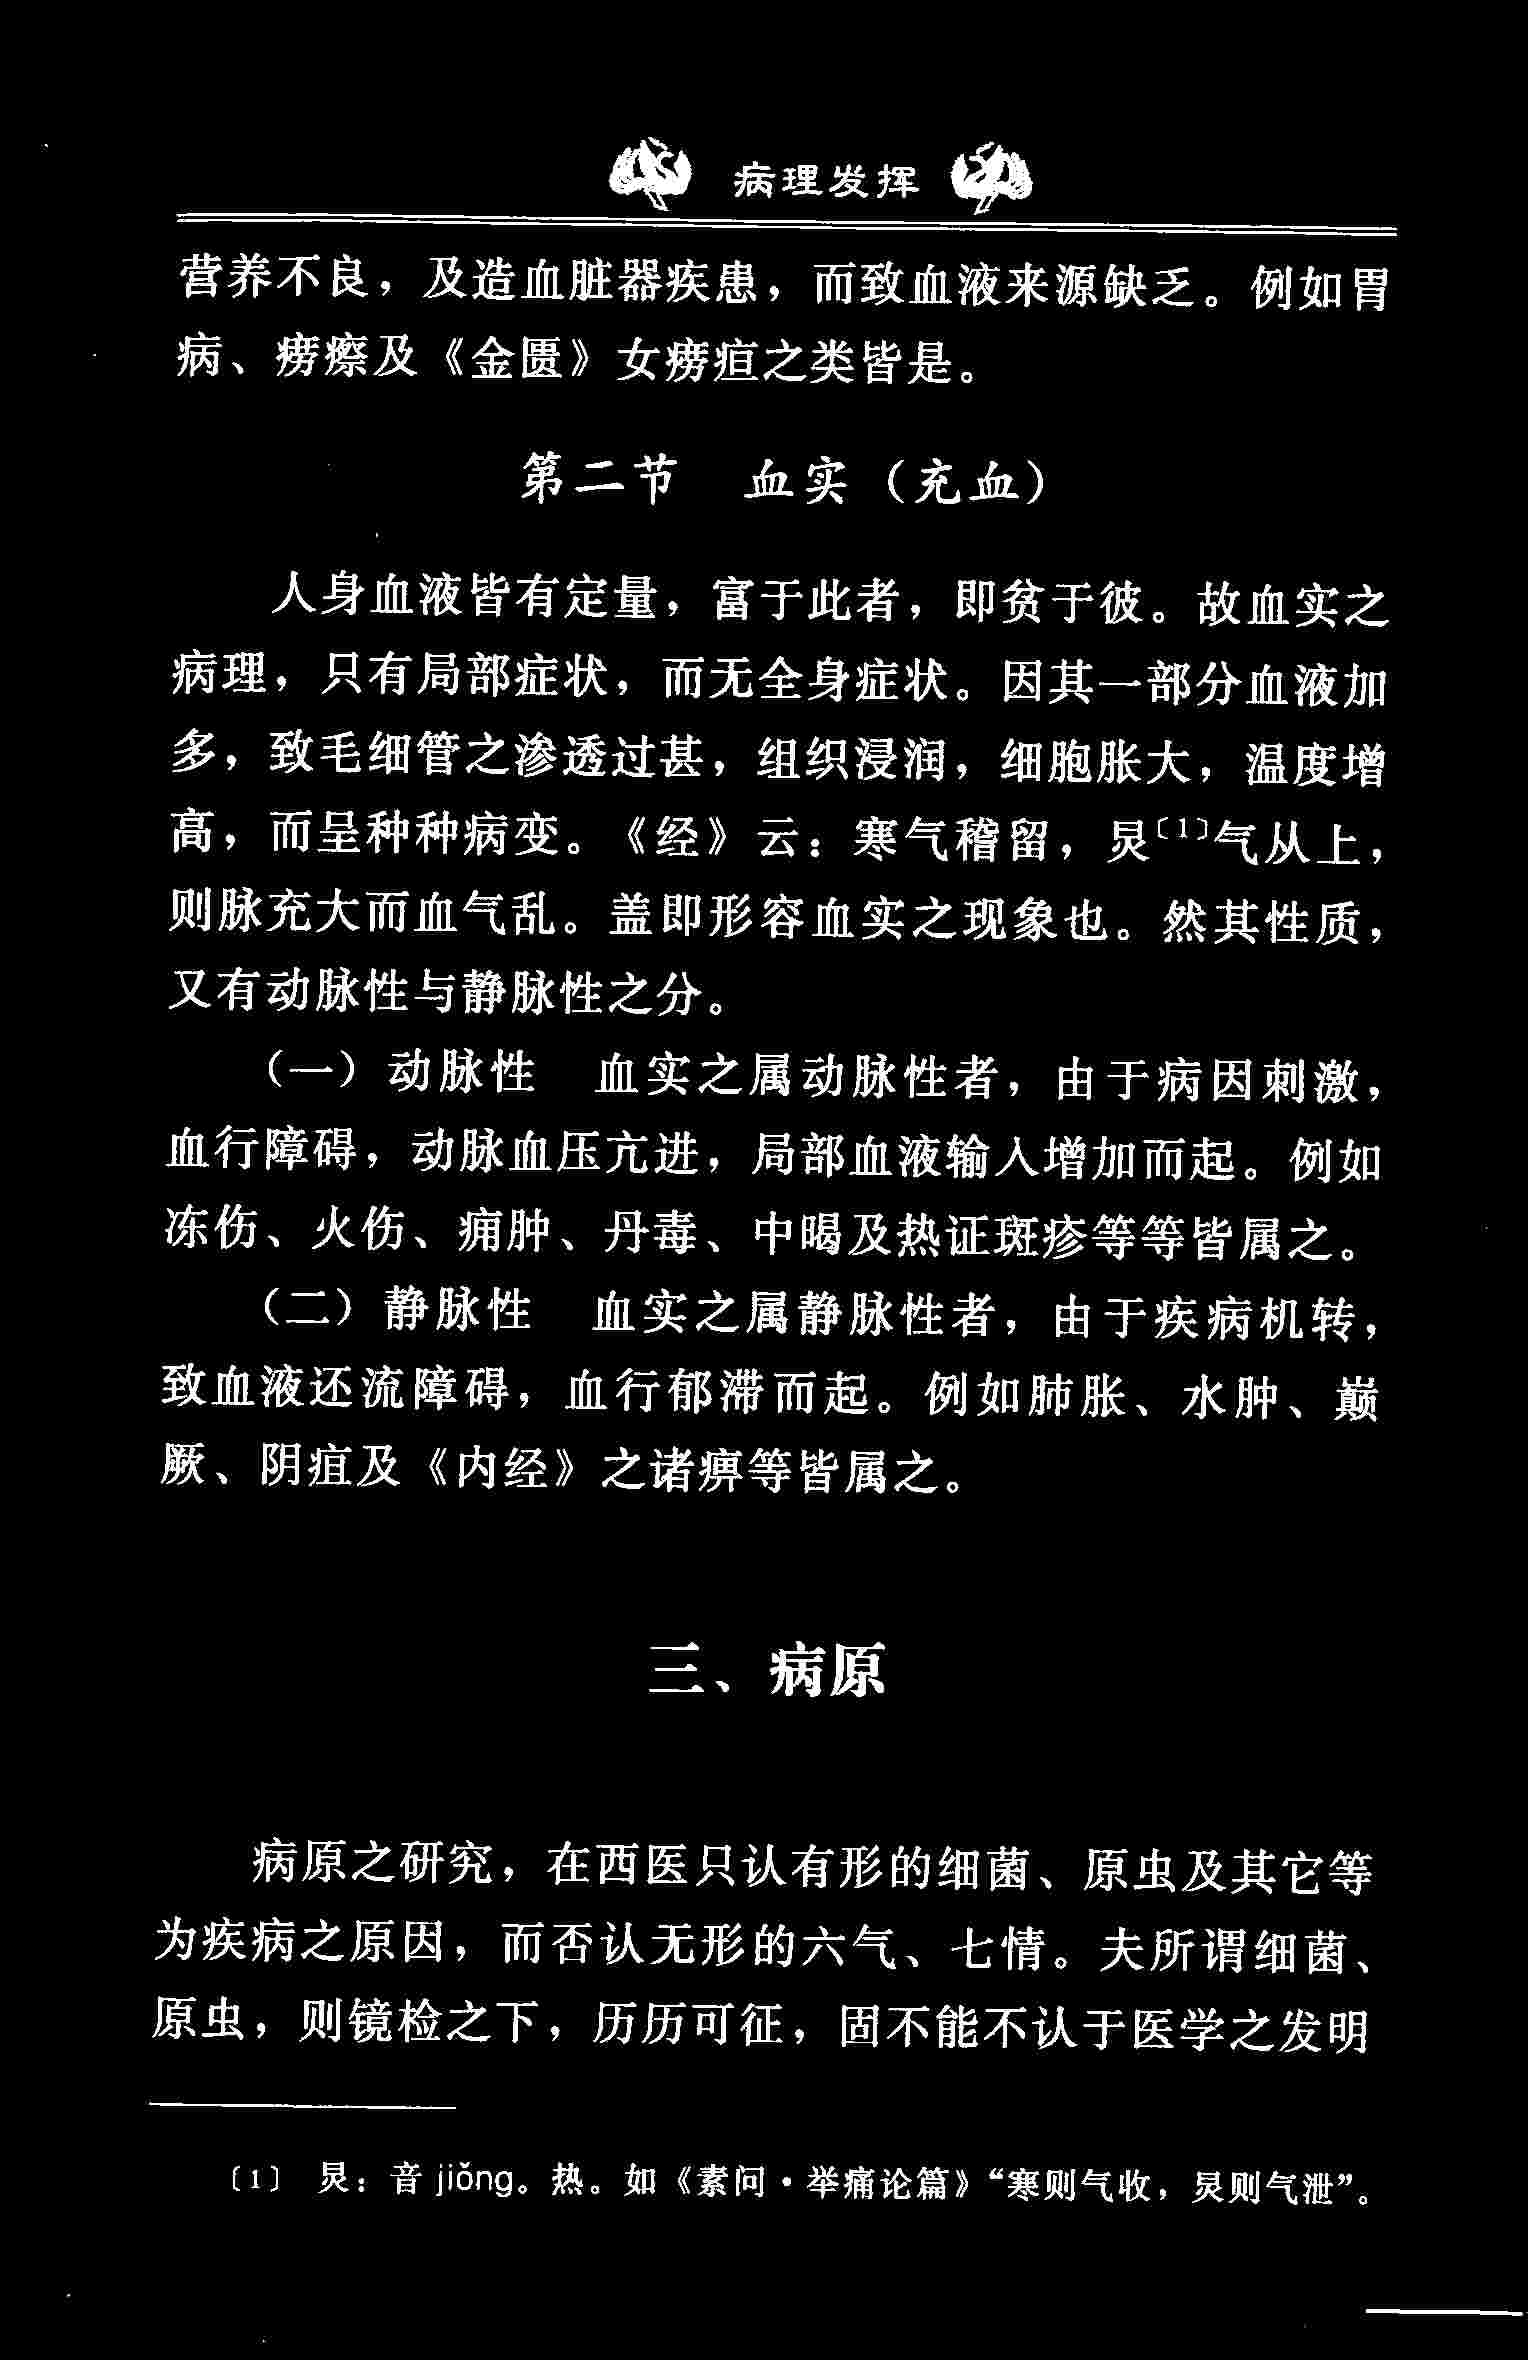 病理发挥
营养不良，及造血脏器疾患，而致血液来源缺乏。例如胃
病、痨瘵及《金匮》女痨疸之类皆是。
第二节　血实（充血）
人身血液皆有定量，富于此者，即贫于彼。故血实之
病理，只有局部症状，而无全身症状。因其一部分血液加
多，致毛细管之渗透过甚，组织浸润，细胞胀大，温度增
高，而呈种种病变。《经》云：寒气稽留，炅〔1〕气从上，
则脉充大而血气乱。盖即形容血实之现象也。然其性质，
又有动脉性与静脉性之分。
（一）动脉性　血实之属动脉性者，由于病因刺激，
血行障碍，动脉血压亢进，局部血液输入增加而起。例如
冻伤、火伤、痈肿、丹毒、中暍及热证斑疹等等皆属之。
（二）静脉性　血实之属静脉性者，由于疾病机转，
致血液还流障碍，血行郁滞而起。例如肺胀、水肿、巅
厥、阴疽及《内经》之诸痹等皆属之。
三、病原
病原之研究，在西医只认有形的细菌、原虫及其它等
为疾病之原因，而否认无形的六气、七情。夫所谓细菌、
原虫，则镜检之下，历历可征，固不能不认于医学之发明
〔1〕 炅：音 jiǒng。热。如《素问·举痛论篇》“寒则气收，炅则气泄”。